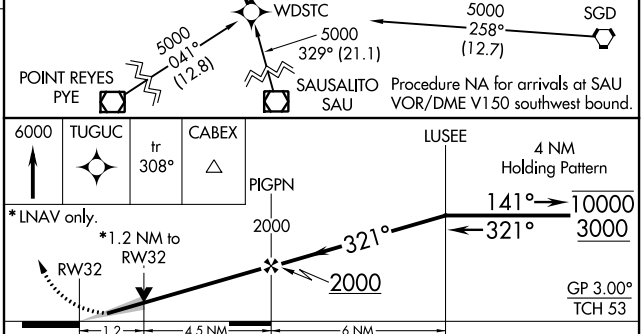 WDSTC
SGD
5000
258°
(12.7)
5000
041°
(12.8)
5000
329° (21.1)
POINT REYES
PYE
SAUSALITO
SAU
Procedure NA for arrivals at SAU
VOR/DME V150 southwest bound.
6000
TUGUC
tr
308°
CABEX
LUSEE
4 NM
Holding Pattern
PIGPN
141°
10000
321°
3000
*LNAV only.
*1.2 NM to
RW32
2000
321°
RW32
2000
GP 3.00°
TCH 53
1.2
4.5 NM
6 NM